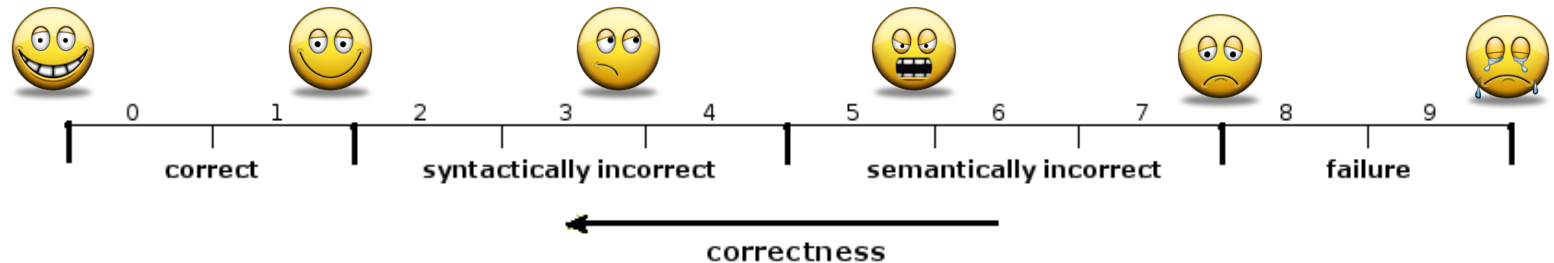 0 1 2 3 4 5 6 7 8 9
correct syntactically incorrect semantically incorrect failure
correctness